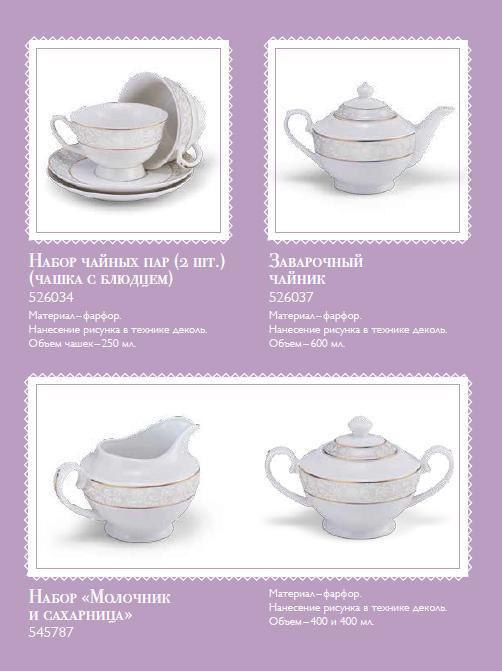 Набор чайных пар (2 шт.)
(чашка с блюдцем)
526034
Материал–фарфор.
Нанесение рисунка в технике деколь.
Объем чашек–250 мл.
Заварочный
чайник
526037
Материал–фарфор.
Нанесение рисунка в технике деколь.
Объем–600 мл.
Набор «Молочник
и сахарница»
545787
Материал–фарфор.
Нанесение рисунка в технике деколь.
Объем–400 и 400 мл.